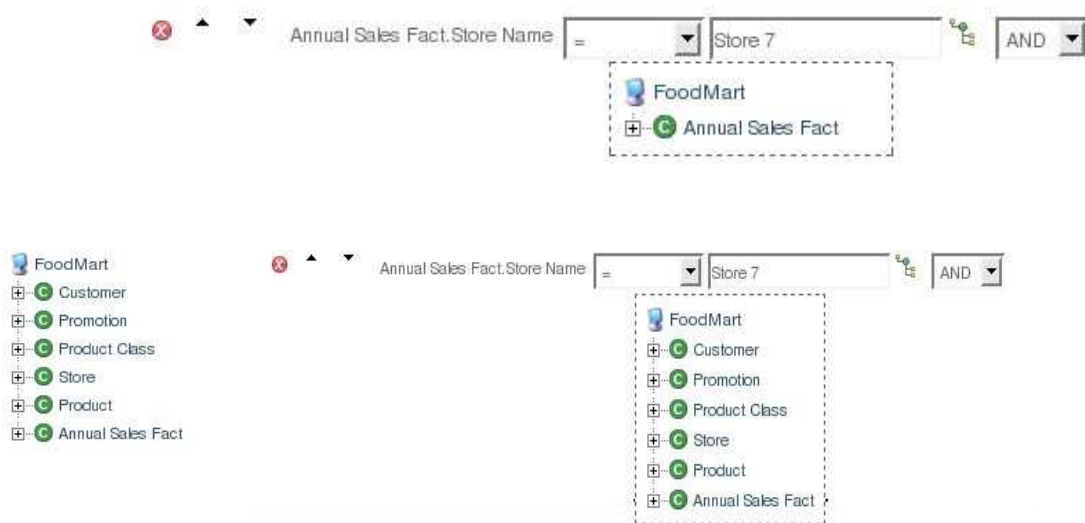 Annual Sales Fact.Store Name = Store 7 AND
FoodMart
C Annual Sales Fact
FoodMart
C Customer
C Promotion
C Product Class
C Store
C Product
C Annual Sales Fact
Annual Sales Fact.Store Name = Store 7 AND
FoodMart
C Customer
C Promotion
C Product Class
C Store
C Product
C Annual Sales Fact